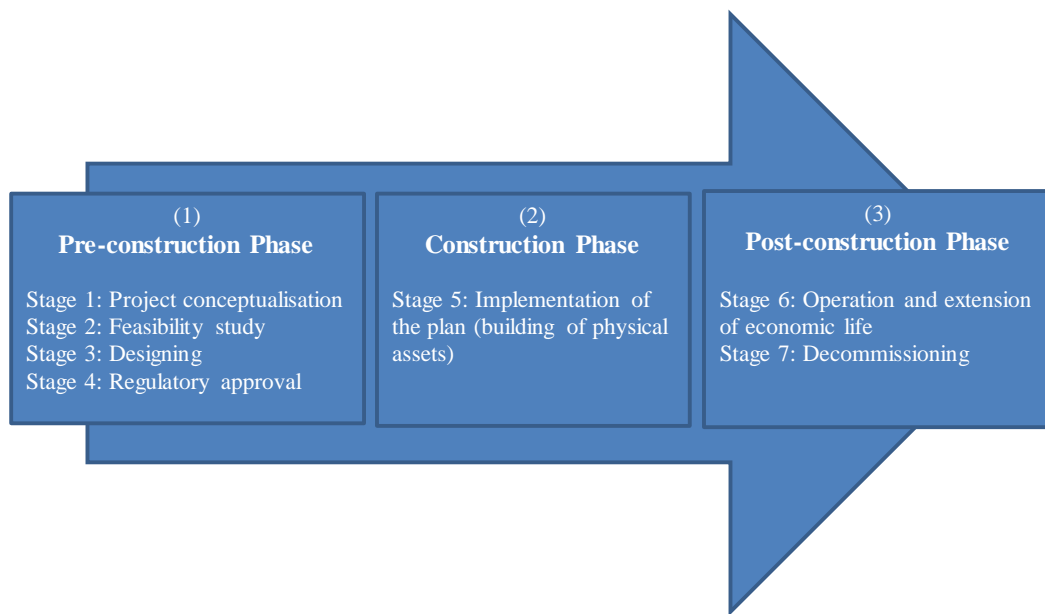 (1)
Pre-construction Phase
Stage 1: Project conceptualisation
Stage 2: Feasibility study
Stage 3: Designing
Stage 4: Regulatory approval
(2)
Construction Phase
Stage 5: Implementation of
the plan (building of physical
assets)
(3)
Post-construction Phase
Stage 6: Operation and extension
of economic life
Stage 7: Decommissioning